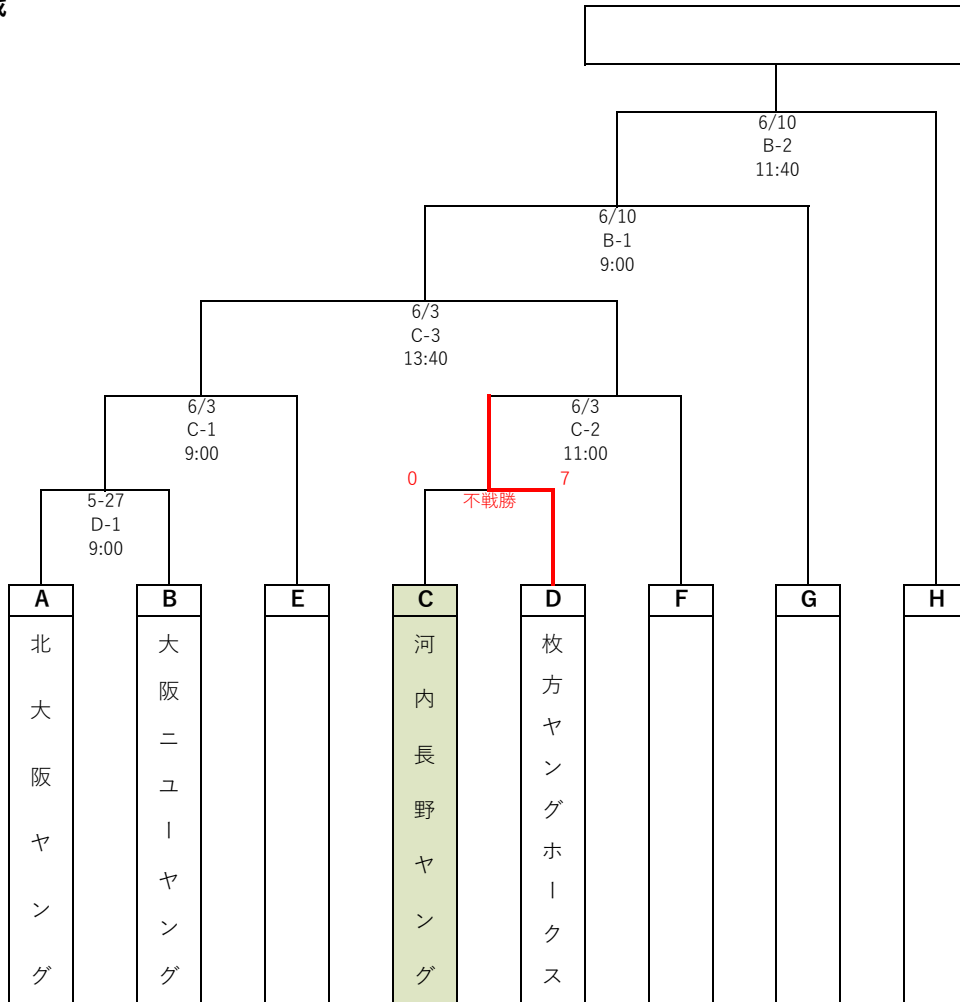 6/10
B-2
11:40
6/10
B-1
9:00
6/3
C-3
13:40
6/3
C-1
9:00
6/3
C-2
11:00
0
7
不戦勝
5-27
D-1
9:00
A
B
E
C
D
F
G
H
北大阪ヤング
大阪ニューヤング
河内長野ヤング
枚方ヤングホークス